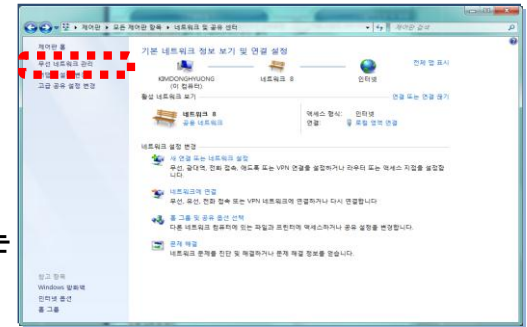 ▸ 제어판 ▸ 모든 제어판 항목 ▸ 네트워크 및 공유 센터
제어판 검색
제어판 홈
무선 네트워크 관리
설정 변경
고급 공유 설정 변경
기본 네트워크 정보 보기 및 연결 설정
전체 맵 표시
KIMDONGHYUONG
(이 컴퓨터)
네트워크 8
인터넷
활성 네트워크 보기
연결 또는 연결 끊기
네트워크 8
공용 네트워크
액세스 형식: 인터넷
연결: 로컬 영역 연결
네트워크 설정 변경
새 연결 또는 네트워크 설정
무선, 광대역, 전화 접속, 애드혹 또는 VPN 연결을 설정하거나 라우터 또는 액세스 지점을 설정합
니다.
네트워크에 연결
무선, 유선, 전화 접속 또는 VPN 네트워크에 연결하거나 다시 연결합니다.
홈 그룹 및 공유 옵션 선택
다른 네트워크 컴퓨터에 있는 파일과 프린터에 액세스하거나 공유 설정을 변경합니다.
문제 해결
네트워크 문제를 진단 및 해결하거나 문제 해결 정보를 얻습니다.
참고 항목
Windows 방화벽
인터넷 옵션
홈 그룹